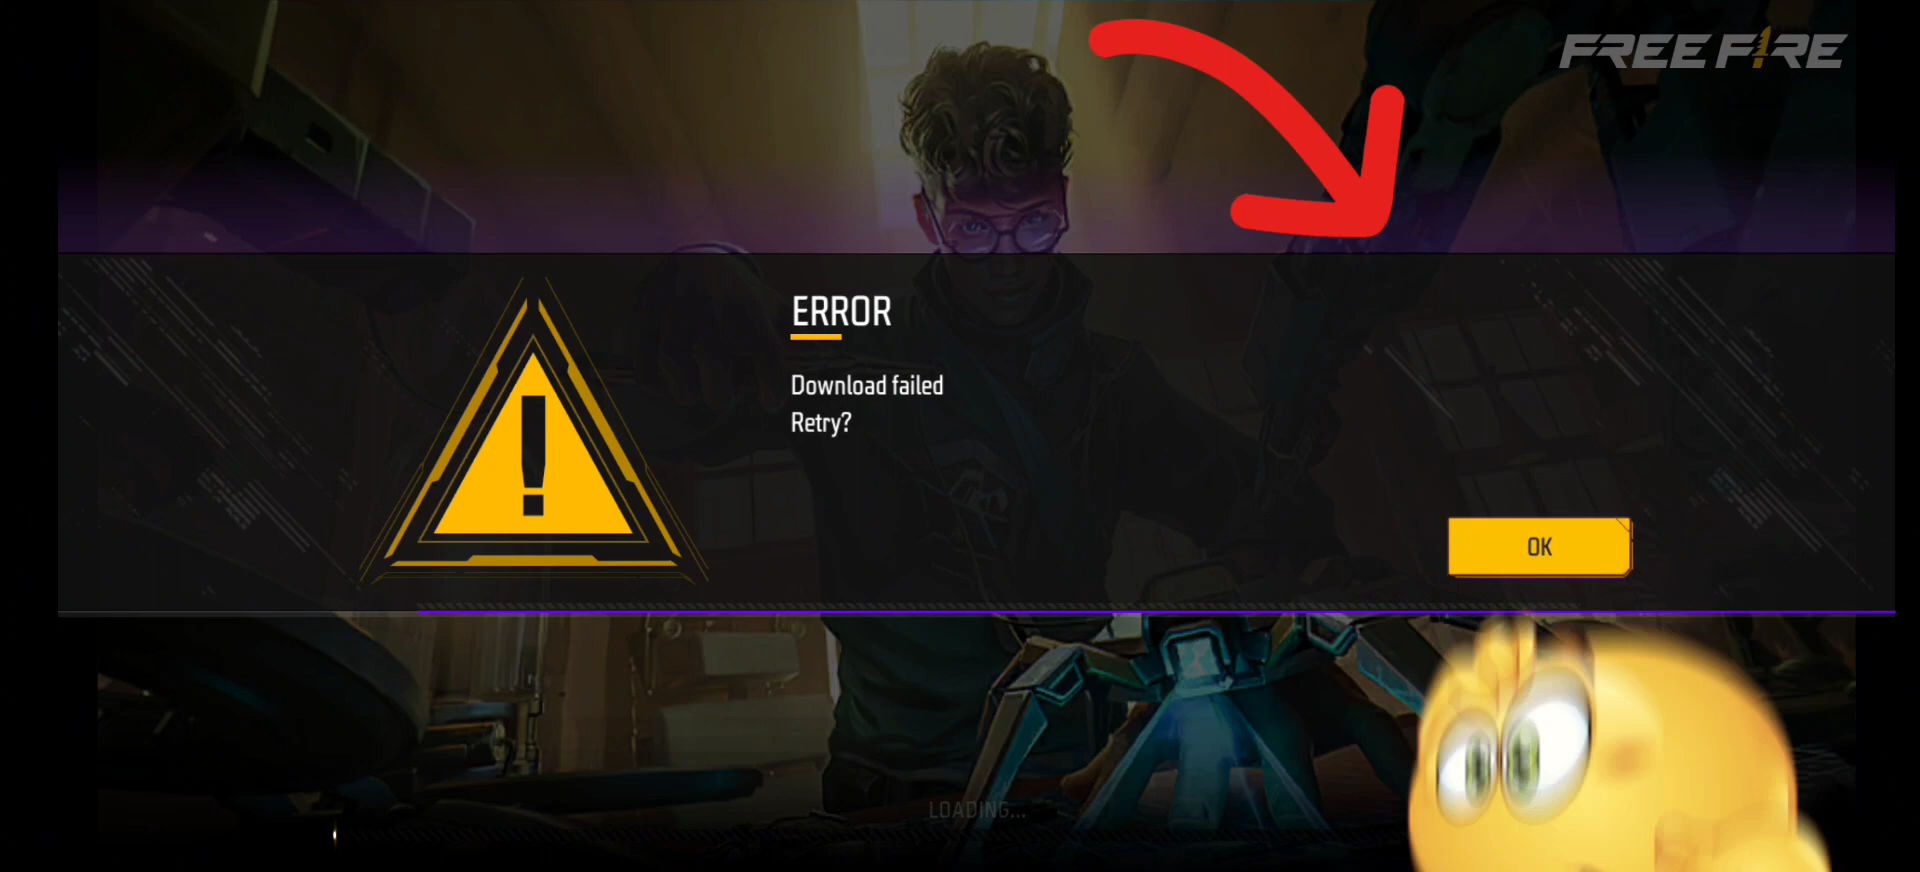 FREE FIRE
ERROR
Download failed
Retry?
OK
LOADING...